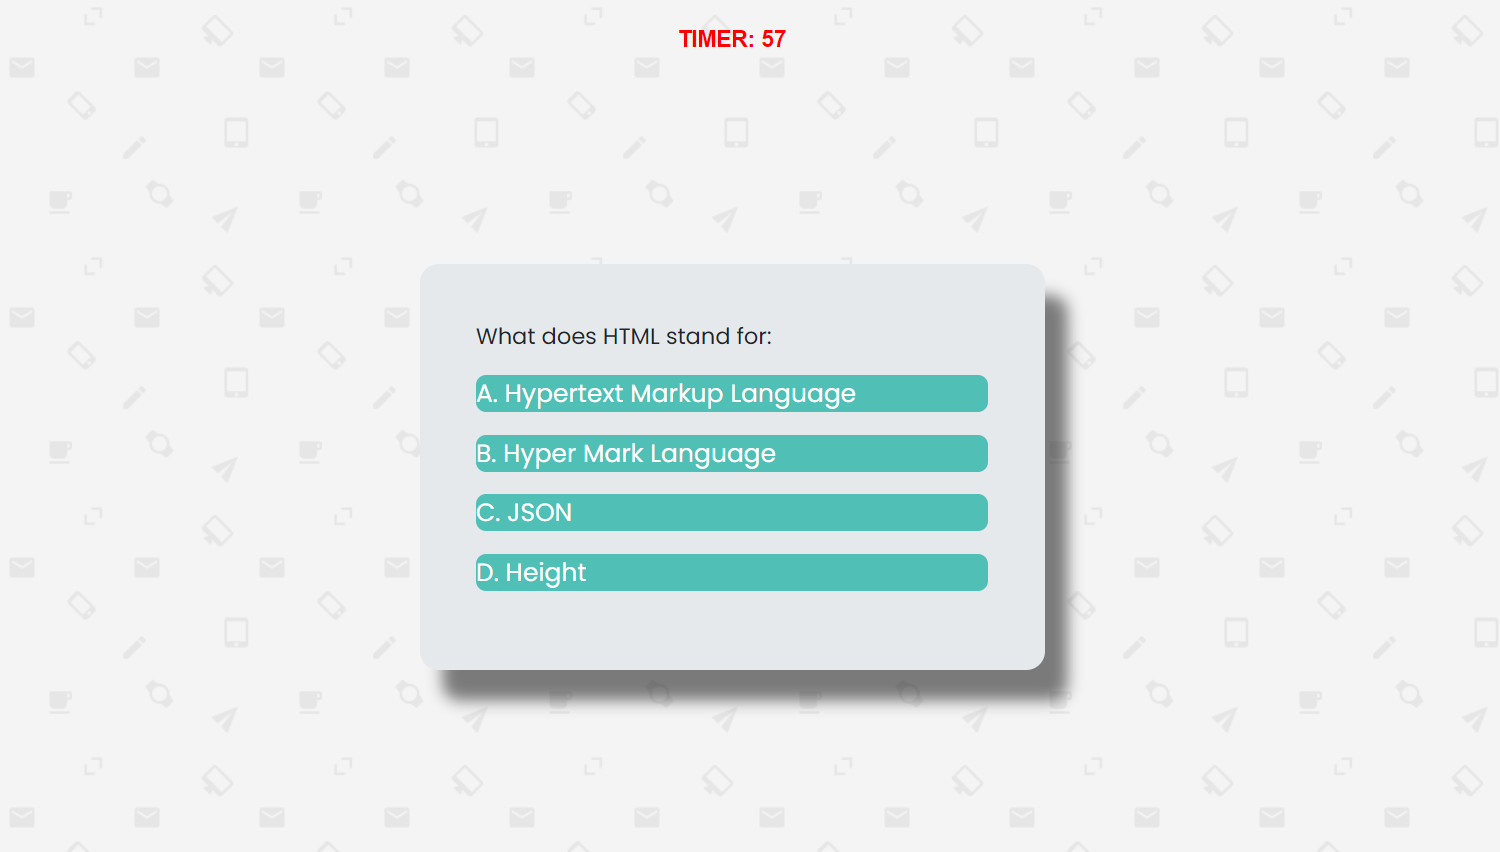 TIMER: 57
What does HTML stand for:
A. Hypertext Markup Language
B. Hyper Mark Language
C. JSON
D. Height